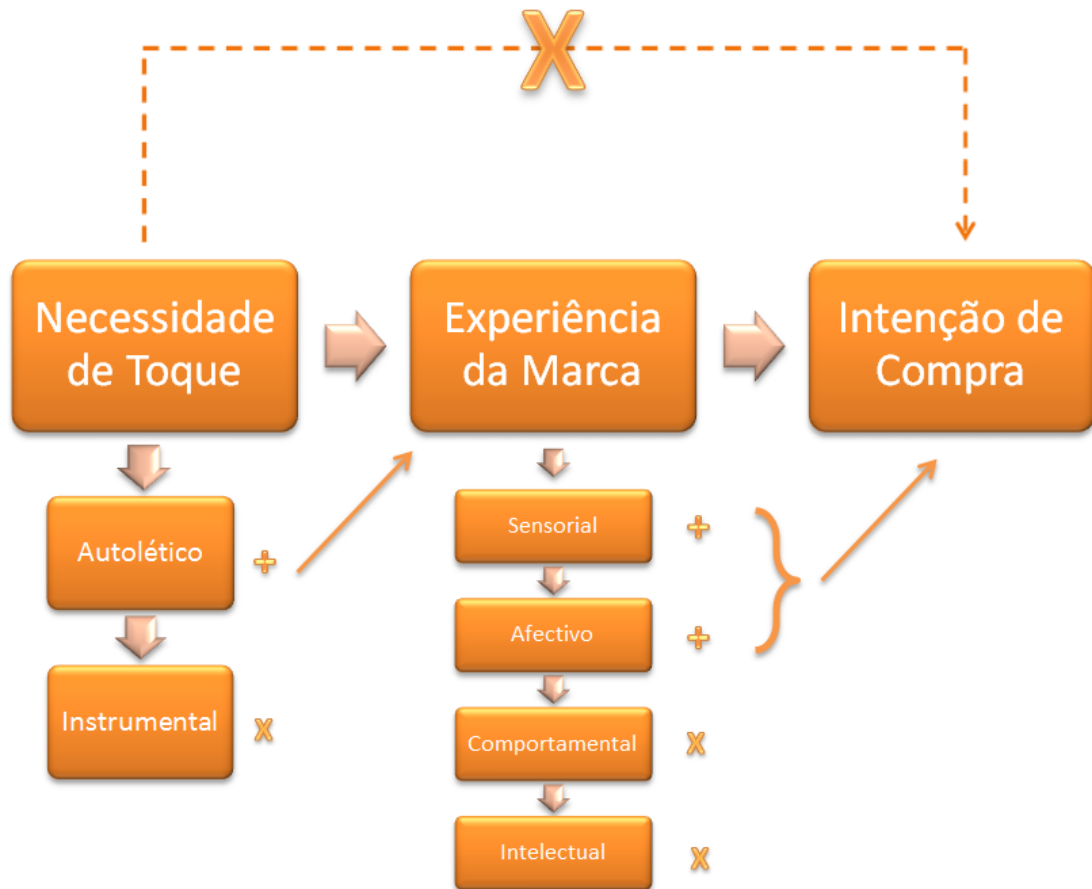 X
Necessidade
de Toque
Experiência
da Marca
Intenção de
Compra
Autolético
+
Instrumental
X
Sensorial
+
Afectivo
+
Comportamental
X
Intelectual
X